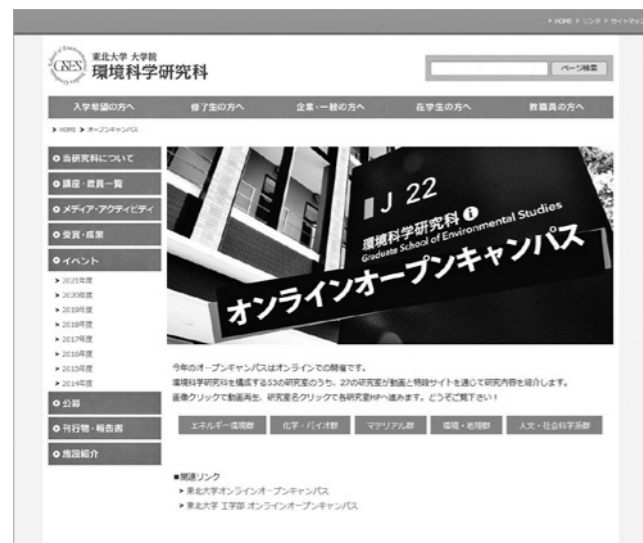 > HOME > リンク > サイトマップ
GSES
東北大学 大学院
環境科学研究科
ページ検索
入学希望の方へ 修了生の方へ 企業・一般の方へ 在学生の方へ 教職員の方へ
> HOME > オープンキャンパス
当研究科について
講座・教員一覧
メディア・アクティビティ
受賞・成果
イベント
> 2021年度
> 2020年度
> 2019年度
> 2018年度
> 2017年度
> 2016年度
> 2015年度
> 2014年度
公募
刊行物・報告書
施設紹介
J 22
環境科学研究科
Graduate School of Environmental Studies
オンラインオープンキャンパス
今年のオープンキャンパスはオンラインでの開催です。
環境科学研究科を構成する53の研究室のうち、27の研究室が動画と特設サイトを通じて研究内容を紹介します。
画像クリックで動画再生、研究室名クリックで各研究室HPへ進みます。どうぞご覧下さい！
エネルギー環境群 化学・バイオ群 マテリアル群 環境・地理群 人文・社会科学系群
■関連リンク
> 東北大学オンラインオープンキャンパス
> 東北大学 工学部 オンラインオープンキャンパス